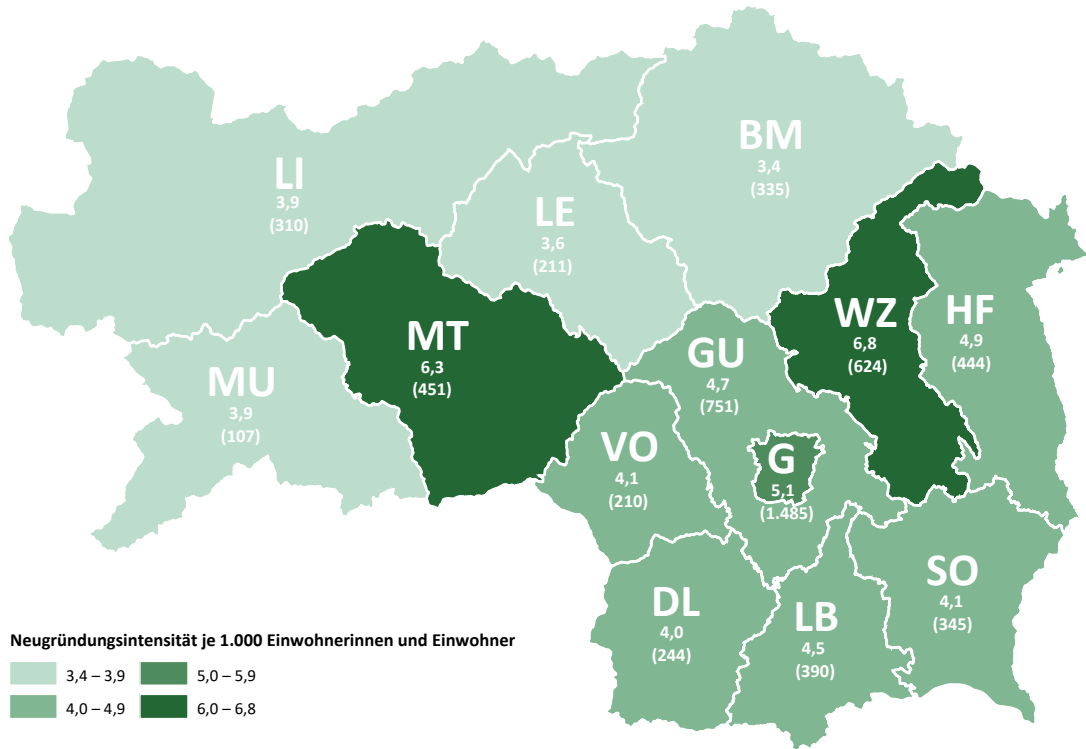 BM
3,4
(335)
LI
3,9
(310)
LE
3,6
(211)
WZ
6,8
(624)
HF
4,9
(444)
MT
6,3
(451)
GU
4,7
(751)
MU
3,9
(107)
VO
4,1
(210)
G
5,1
(1.485)
SO
4,1
(345)
DL
4,0
(244)
LB
4,5
(390)
Neugründungsintensität je 1.000 Einwohnerinnen und Einwohner
3,4 – 3,9
5,0 – 5,9
4,0 – 4,9
6,0 – 6,8